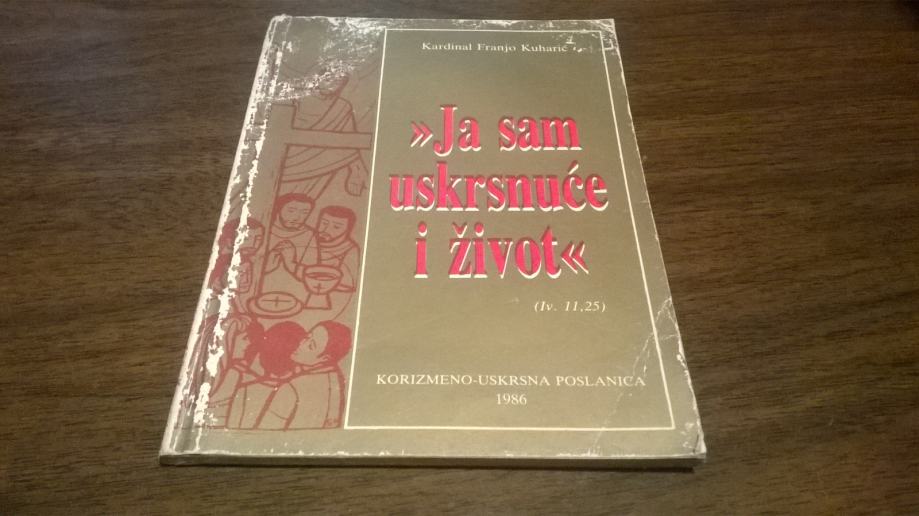 Kardinal Franjo Kuharić
»Ja sam
uskrsnuće
i život«
(Iv. 11,25)
KORIZMENO-USKRSNA POSLANICA
1986